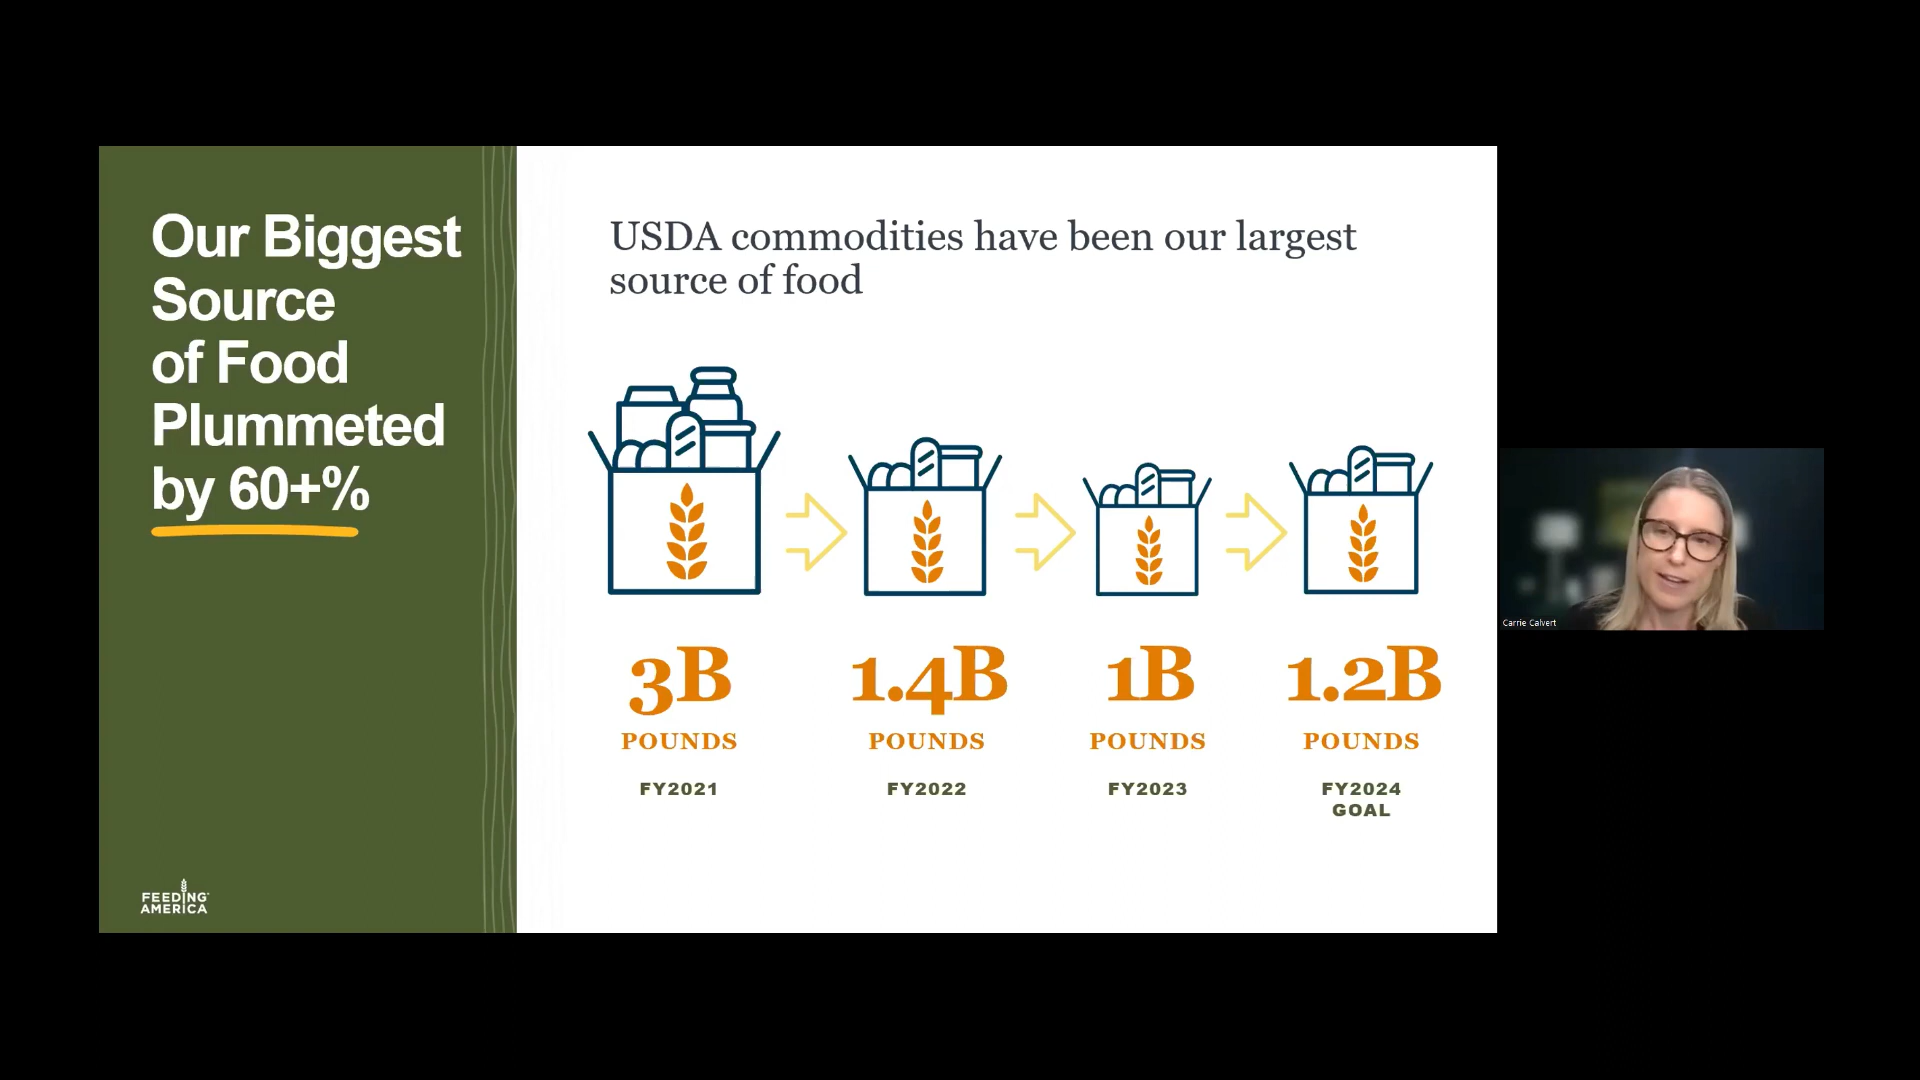 Our Biggest
Source
of Food
Plummeted
by 60+%
FEEDING
AMERICA
USDA commodities have been our largest
source of food
3B
POUNDS
FY2021
1.4B
POUNDS
FY2022
1B
POUNDS
FY2023
1.2B
POUNDS
FY2024
GOAL
Carrie Calvert